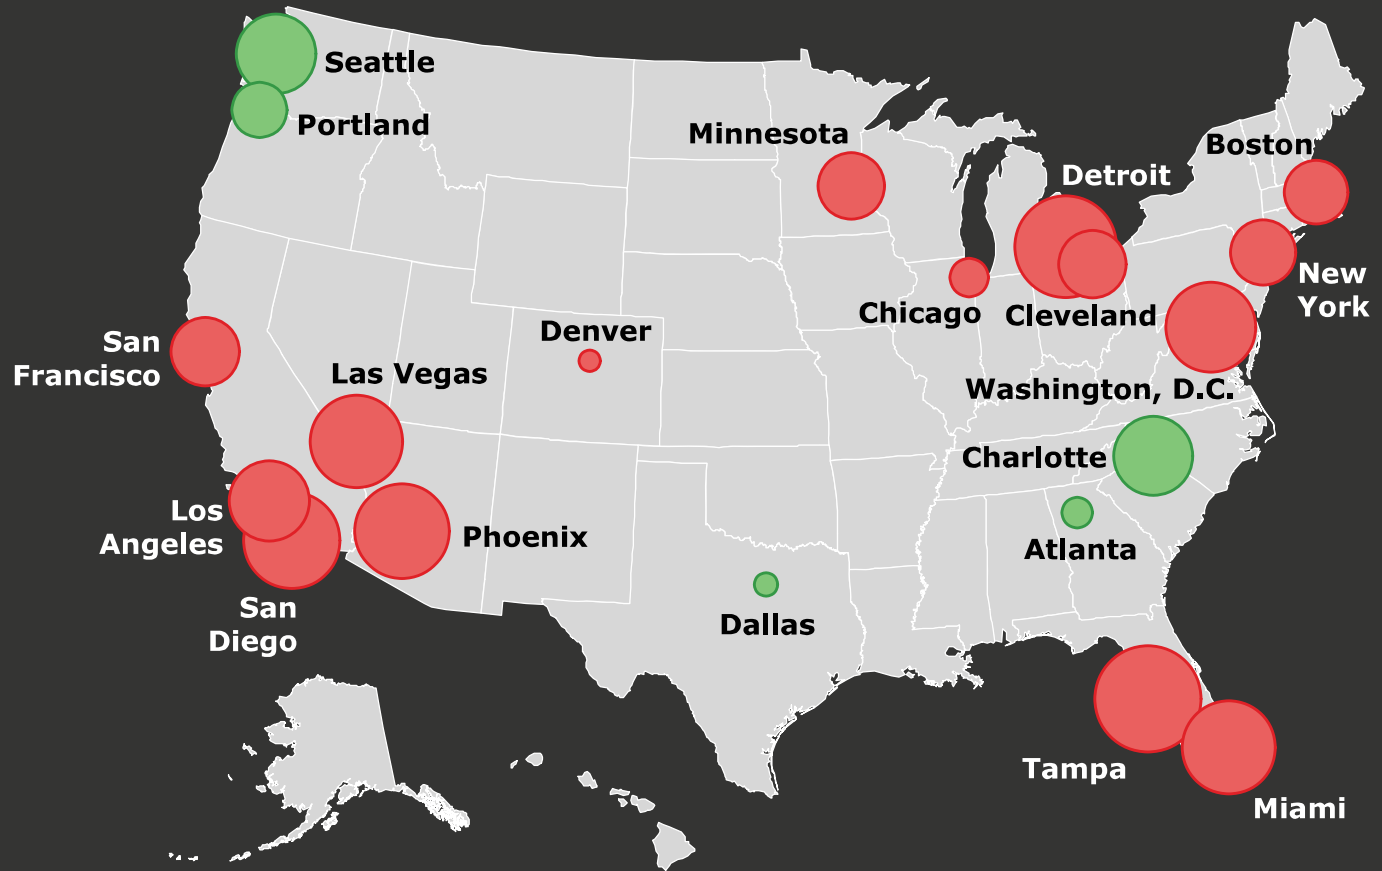 Seattle
Portland
Minnesota
Boston
Detroit
New
York
Chicago
Cleveland
San
Francisco
Denver
Las Vegas
Washington, D.C.
Charlotte
Los
Angeles
Phoenix
Atlanta
San
Diego
Dallas
Tampa
Miami